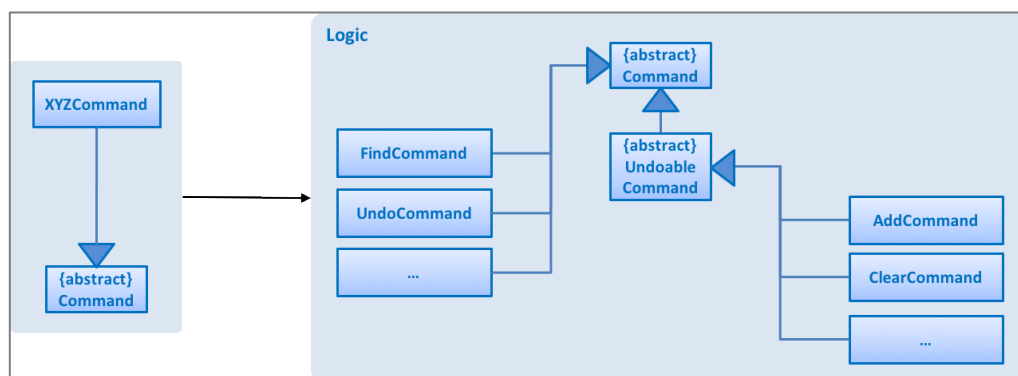 Logic
XYZCommand
{abstract}
Command
{abstract}
Command
FindCommand
UndoCommand
...
{abstract}
Undoable
Command
AddCommand
ClearCommand
...